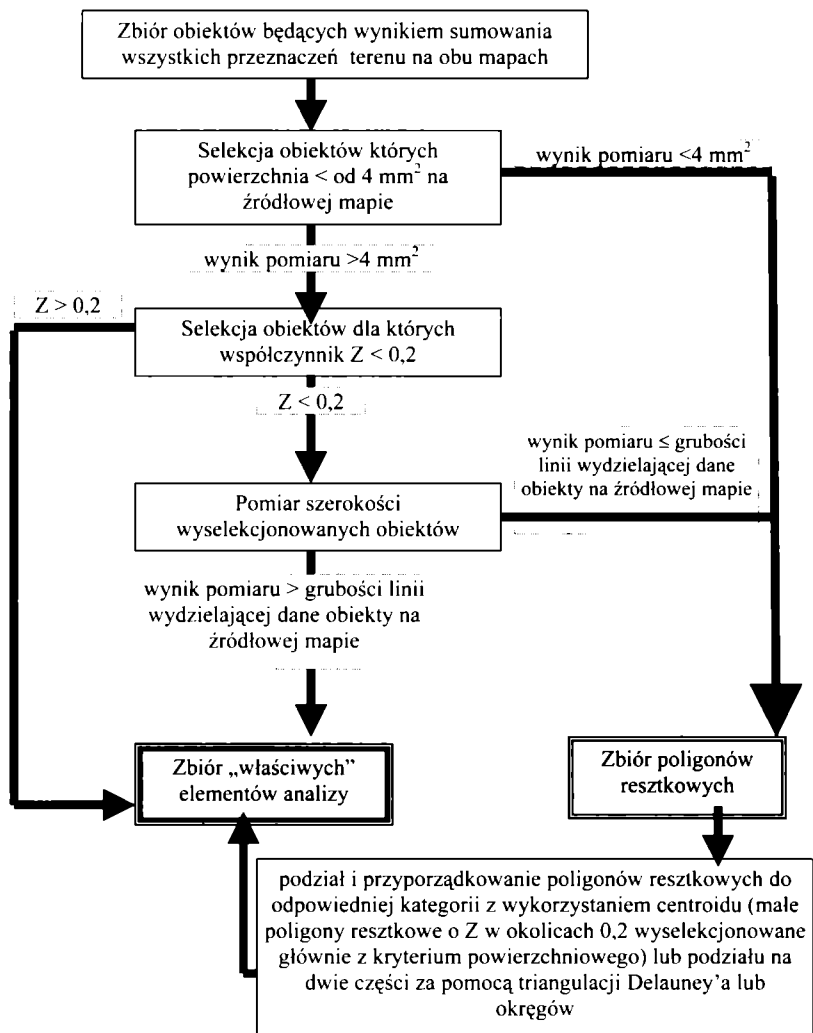 Zbiór obiektów będących wynikiem sumowania
wszystkich przeznaczeń terenu na obu mapach
Selekcja obiektów których
powierzchnia < od 4 mm²  na
źródłowej mapie
wynik pomiaru <4 mm²
wynik pomiaru >4 mm²
Z > 0,2
Selekcja obiektów dla których
współczynnik Z < 0,2
Z < 0,2
wynik pomiaru ≤ grubości
linii wydzielającej dane
obiekty na źródłowej mapie
Pomiar szerokości
wyselekcjonowanych obiektów
wynik pomiaru > grubości linii
wydzielającej dane obiekty na
źródłowej mapie
Zbiór „właściwych”
elementów analizy
Zbiór poligonów
resztkowych
podział i przyporządkowanie poligonów resztkowych do
odpowiedniej kategorii z wykorzystaniem centroidu (małe
poligony resztkowe o Z w okolicach 0,2 wyselekcjonowane
głównie z kryterium powierzchniowego) lub podziału na
dwie części za pomocą triangulacji Delauney’a lub
okręgów